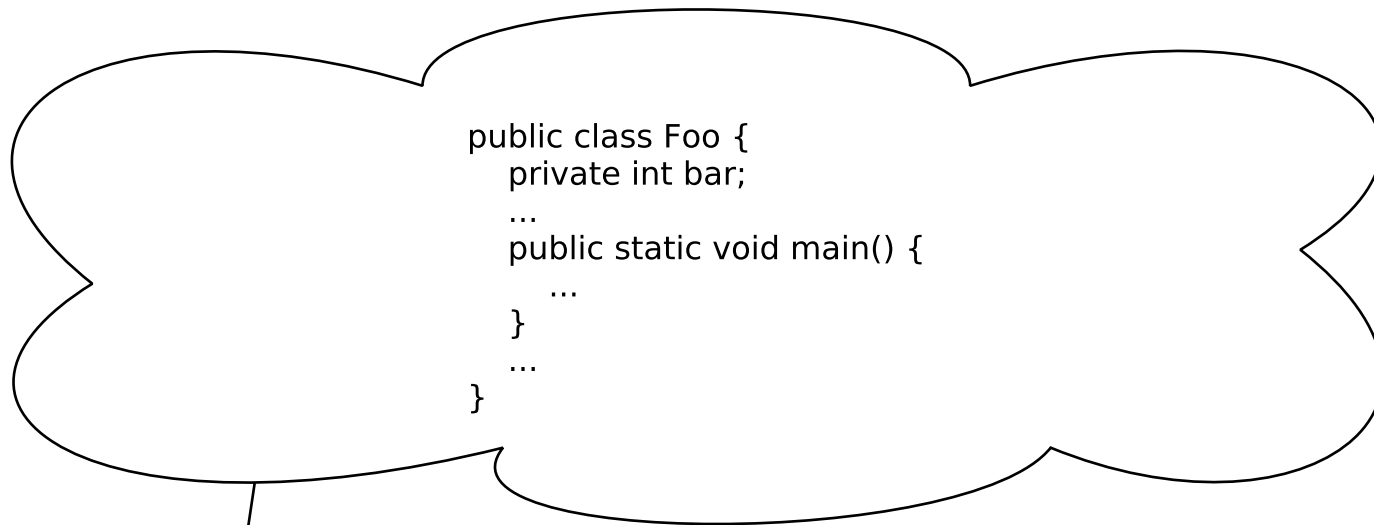 public class Foo {
private int bar;
...
public static void main() {
...
}
...
}